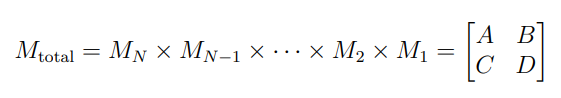 M_total = M_N × M_{N−1} × ⋯ × M_2 × M_1 = [A B
C D]